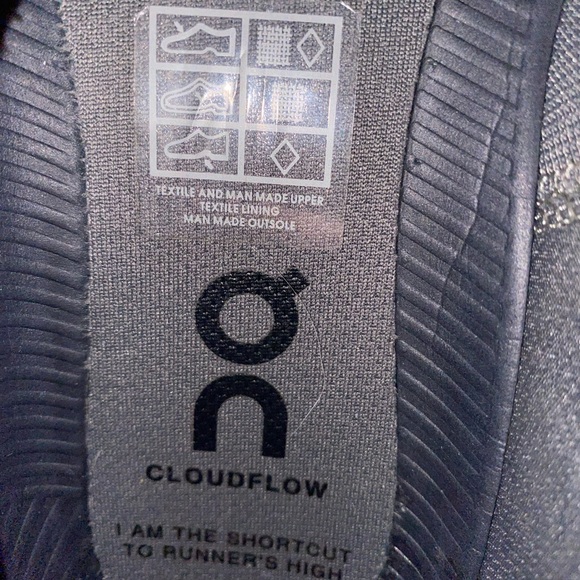 TEXTILE AND MAN MADE UPPER
TEXTILE LINING
MAN MADE OUTSOLE
On
CLOUDFLOW
I AM THE SHORTCUT
TO RUNNER'S HIGH